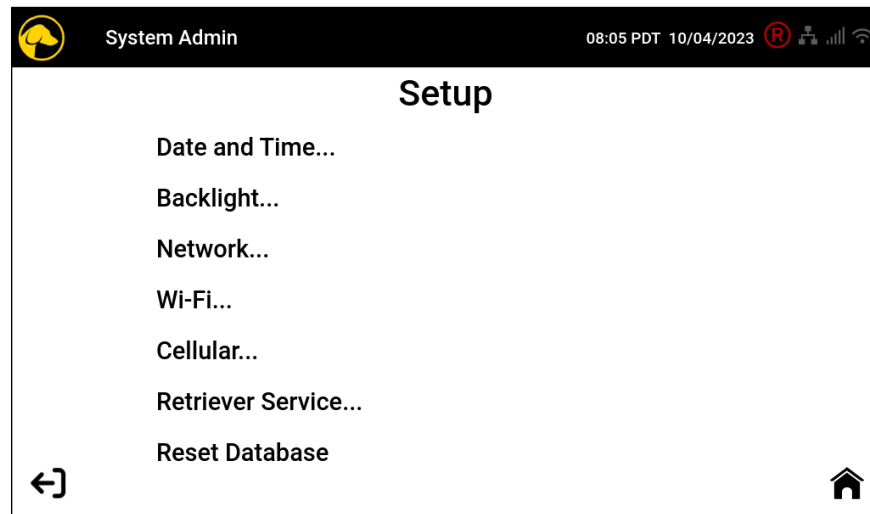 System Admin
08:05 PDT 10/04/2023 R
Setup
Date and Time...
Backlight...
Network...
Wi-Fi...
Cellular...
Retriever Service...
Reset Database